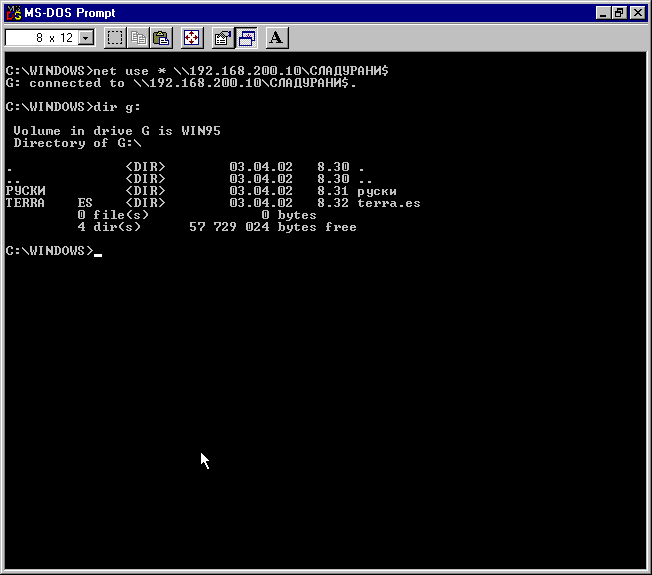 MS-DOS Prompt
8 x 12
A
C:\WINDOWS>net use * \\192.168.200.10\СЛАДУРАНИ$
G: connected to \\192.168.200.10\СЛАДУРАНИ$.
C:\WINDOWS>dir g:
Volume in drive G is WIN95
Directory of G:\
. <DIR> 03.04.02 8.30 .
.. <DIR> 03.04.02 8.30 ..
РУСКИ <DIR> 03.04.02 8.31 руски
TERRA ES <DIR> 03.04.02 8.32 terra.es
0 file(s) 0 bytes
4 dir(s) 57 729 024 bytes free
C:\WINDOWS>